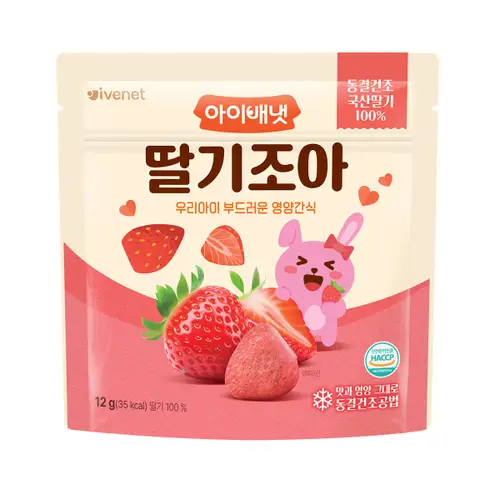 ivenet
동결건조
국산딸기
100%
아이배냇
딸기조아
우리아이 부드러운 영양간식
HACCP
맛과 영양 그대로
동결건조공법
12 g(35 kcal) 딸기 100 %